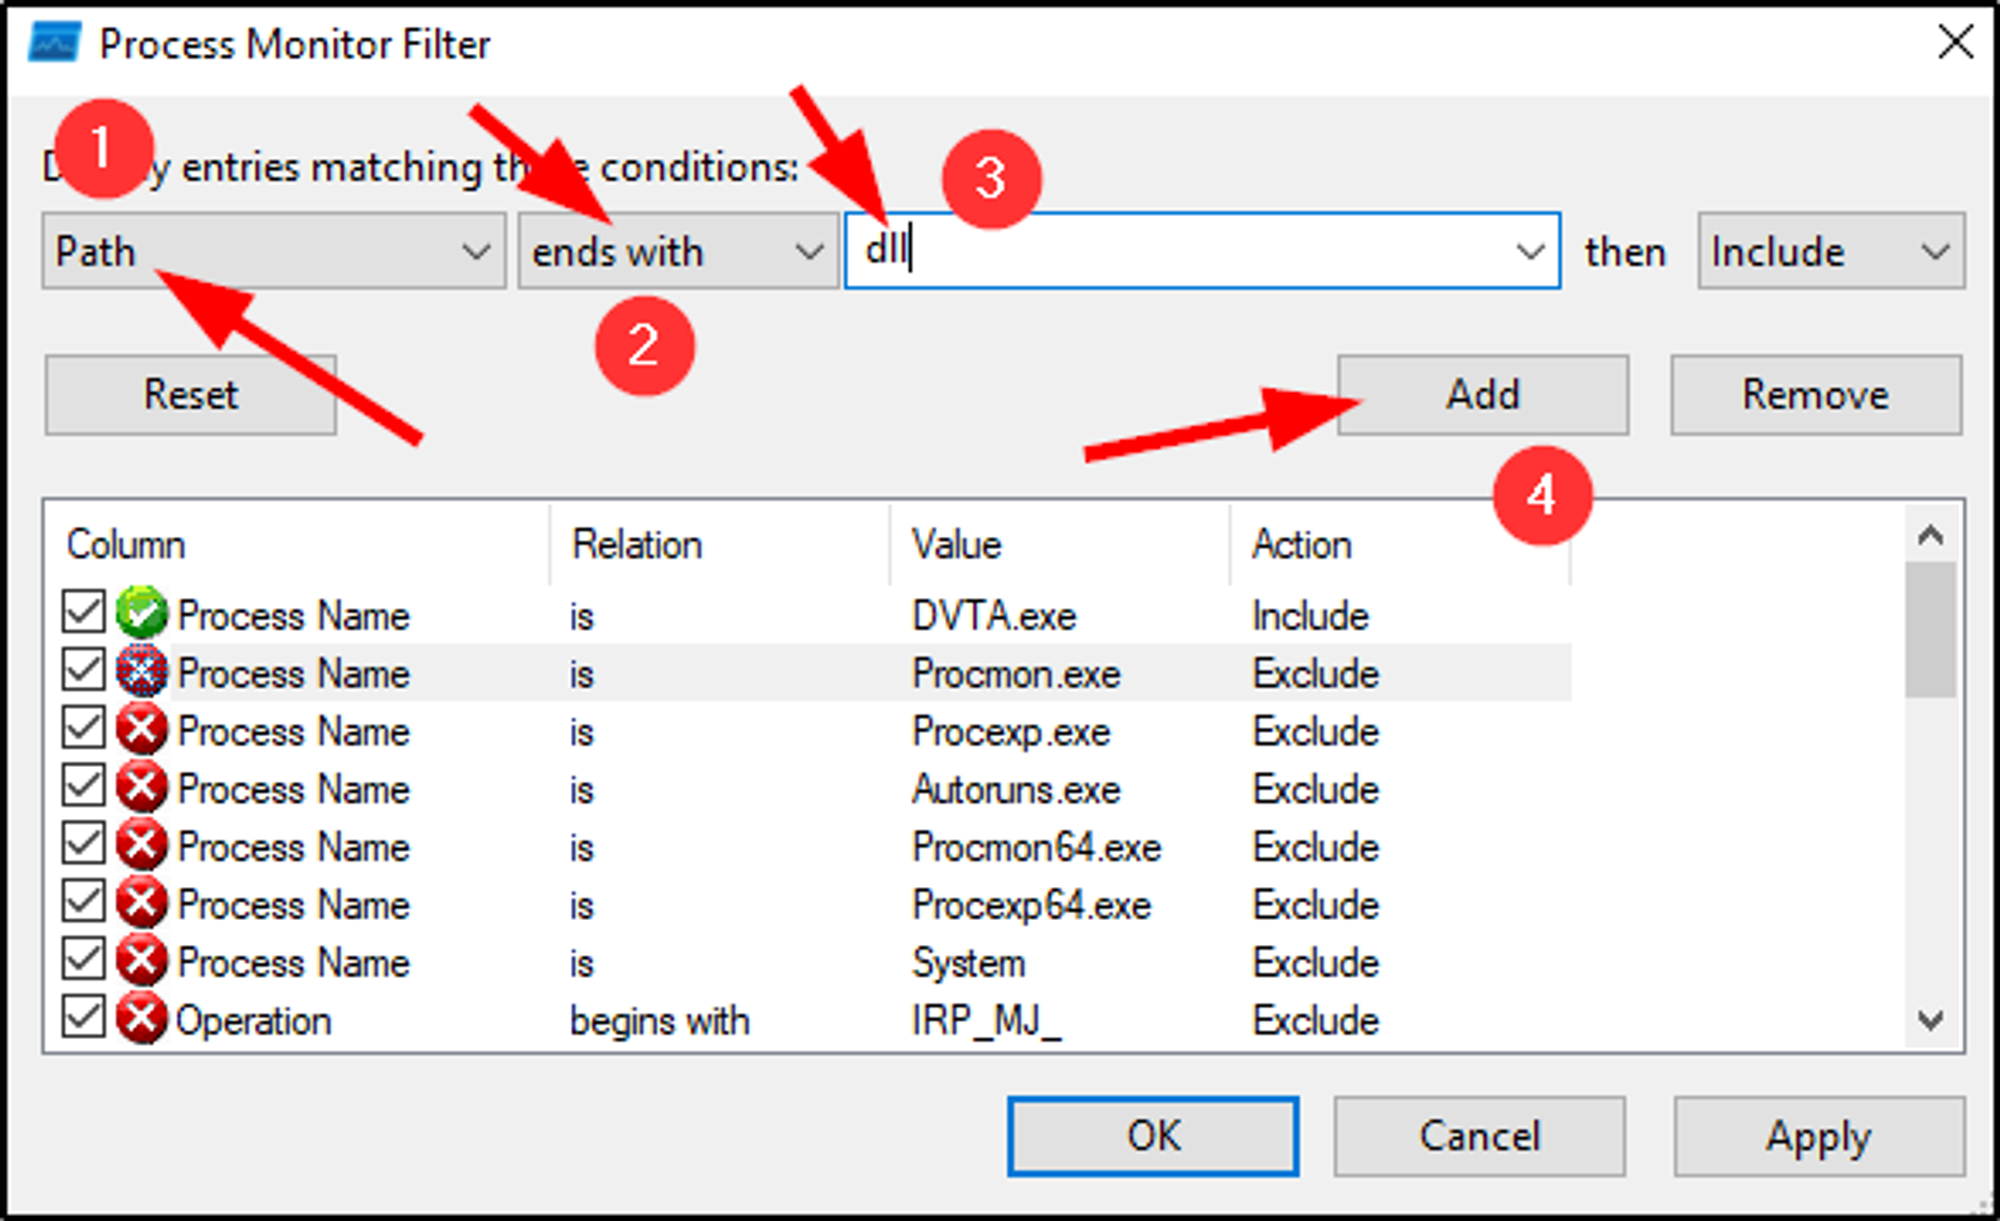 Process Monitor Filter
1
entries matching conditions:
3
Path ends with dll then Include
2
Reset Add Remove
4
Column Relation Value Action
Process Name is DVTA.exe Include
Process Name is Procmon.exe Exclude
Process Name is Procexp.exe Exclude
Process Name is Autoruns.exe Exclude
Process Name is Procmon64.exe Exclude
Process Name is Procexp64.exe Exclude
Process Name is System Exclude
Operation begins with IRP_MJ_ Exclude
OK Cancel Apply